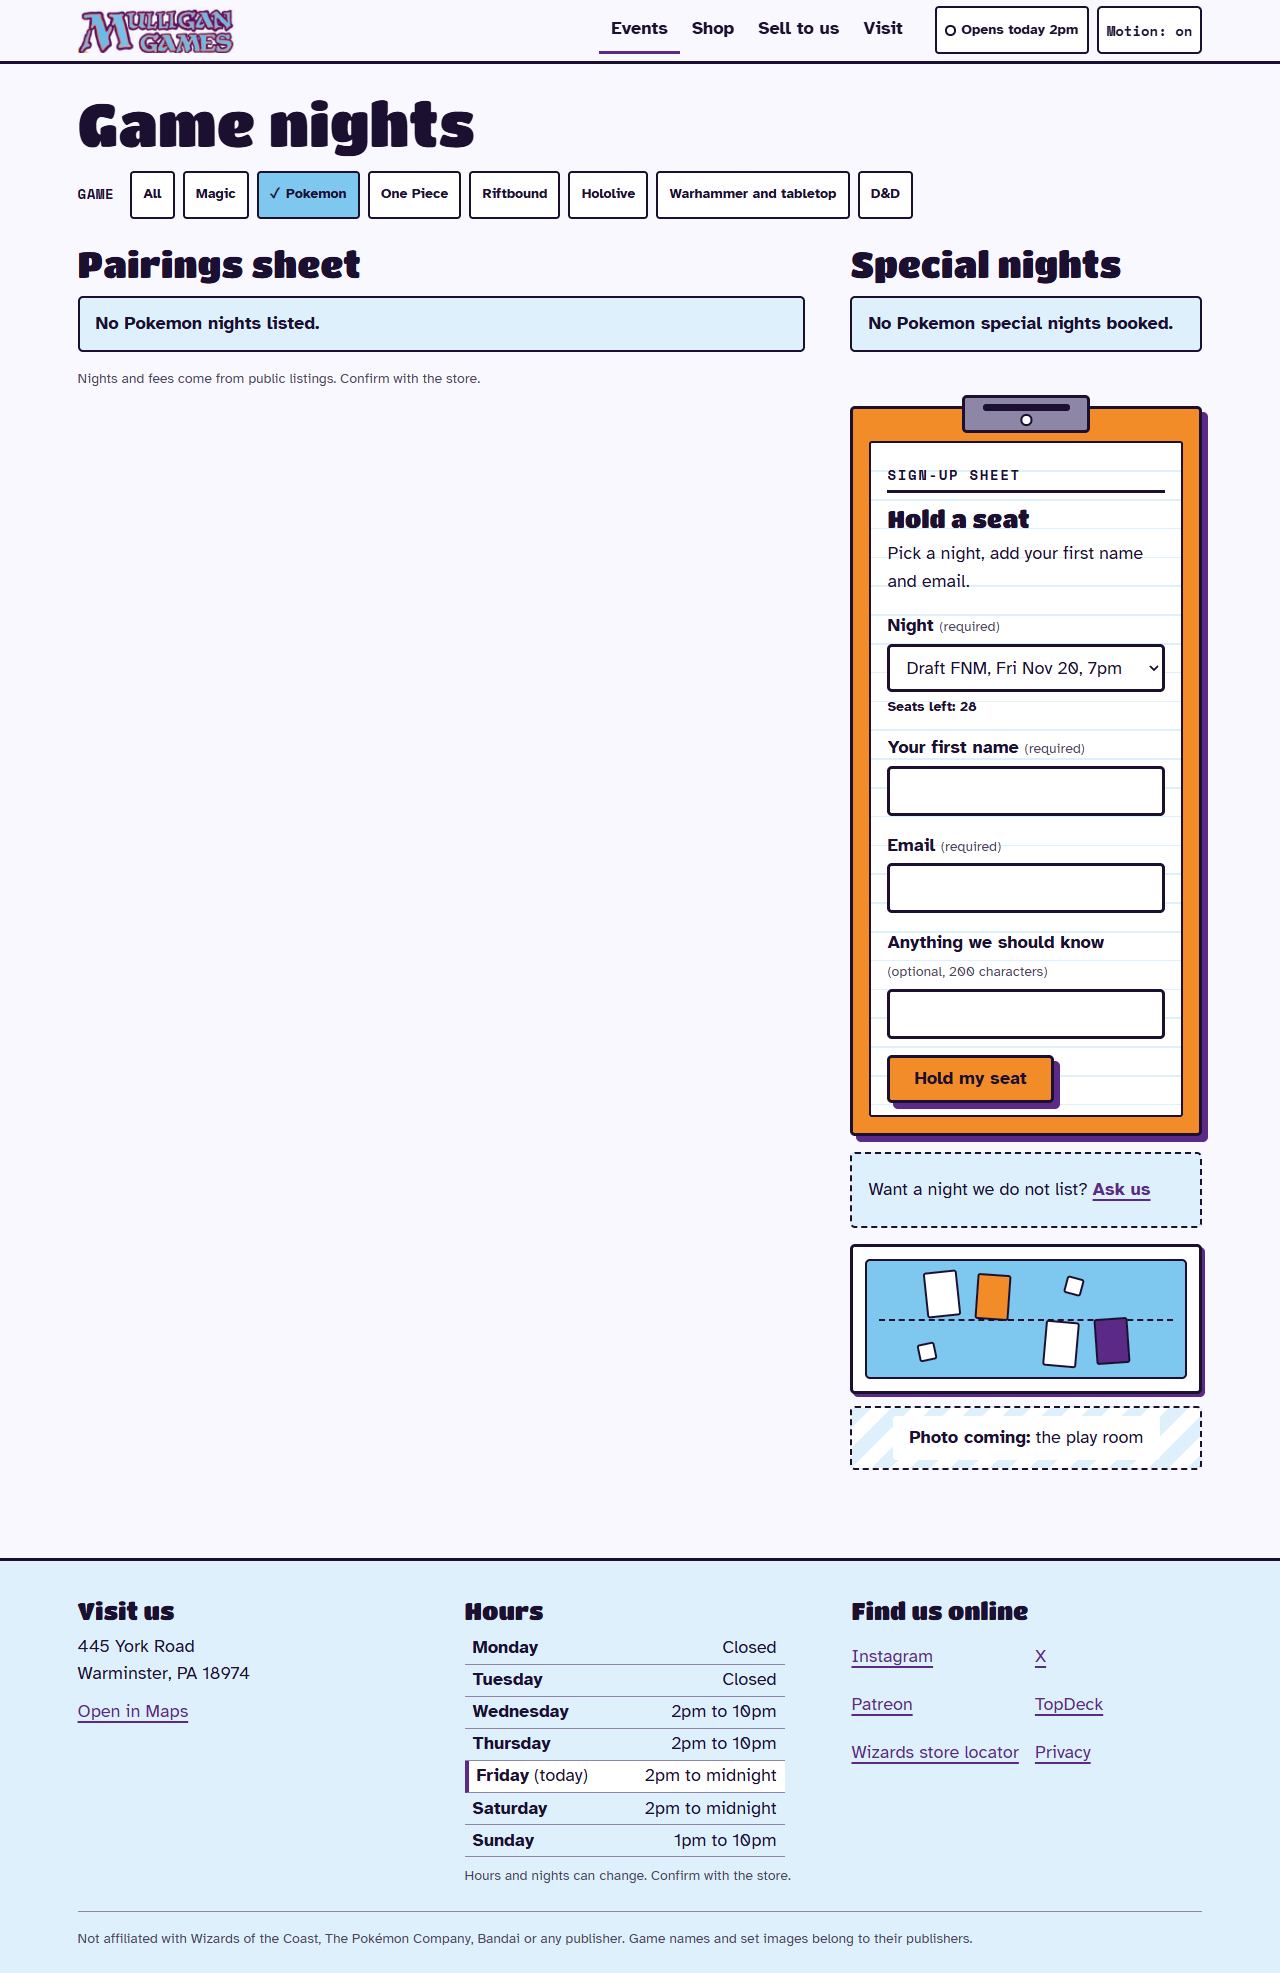 MULLIGAN GAMES
Events Shop Sell to us Visit Opens today 2pm Motion: on
Game nights
GAME All Magic ✓ Pokemon One Piece Riftbound Hololive Warhammer and tabletop D&D
Pairings sheet
No Pokemon nights listed.
Nights and fees come from public listings. Confirm with the store.
Special nights
No Pokemon special nights booked.
SIGN-UP SHEET
Hold a seat
Pick a night, add your first name
and email.
Night (required)
Draft FNM, Fri Nov 20, 7pm
Seats left: 28
Your first name (required)
Email (required)
Anything we should know
(optional, 200 characters)
Hold my seat
Want a night we do not list? Ask us
Photo coming: the play room
Visit us
445 York Road
Warminster, PA 18974
Open in Maps
Hours
Monday Closed
Tuesday Closed
Wednesday 2pm to 10pm
Thursday 2pm to 10pm
Friday (today) 2pm to midnight
Saturday 2pm to midnight
Sunday 1pm to 10pm
Hours and nights can change. Confirm with the store.
Find us online
Instagram X
Patreon TopDeck
Wizards store locator Privacy
Not affiliated with Wizards of the Coast, The Pokémon Company, Bandai or any publisher. Game names and set images belong to their publishers.